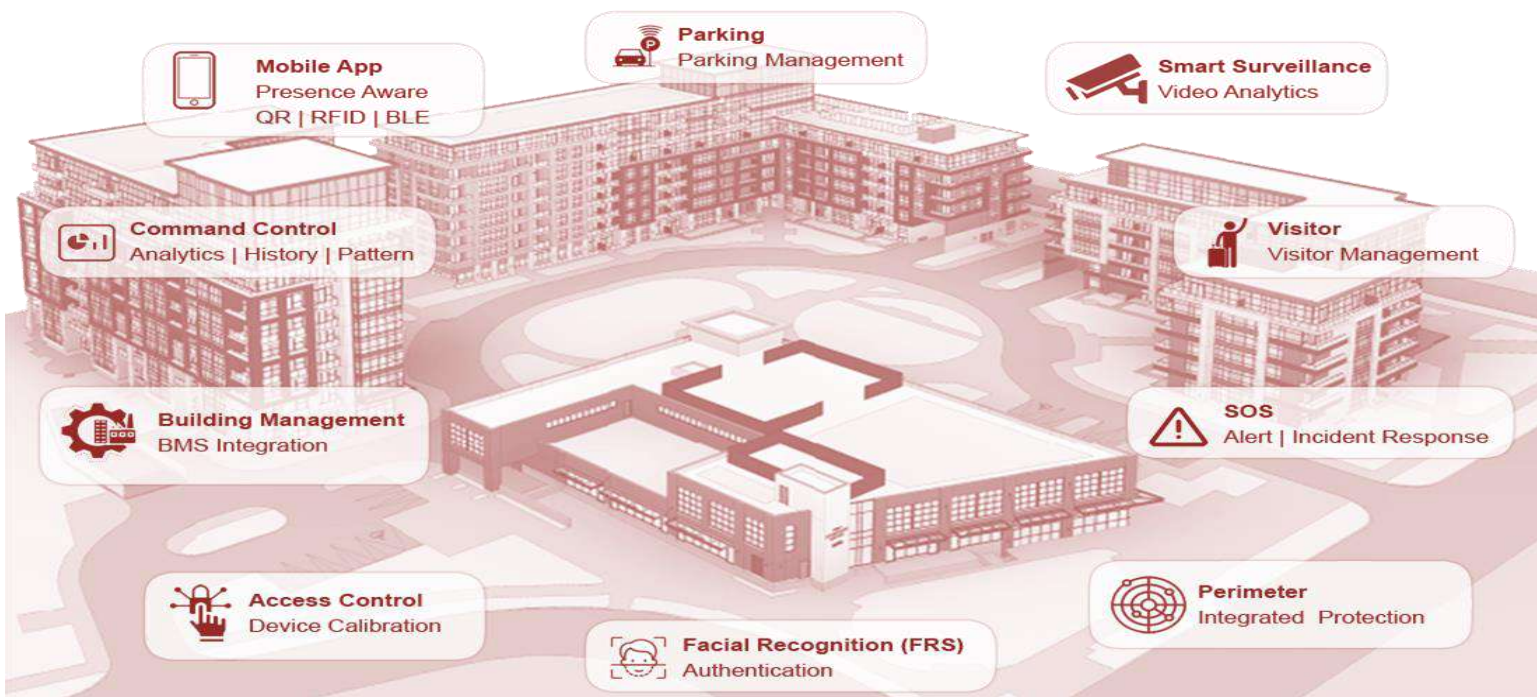 Parking
Parking Management
Mobile App
Presence Aware
QR | RFID | BLE
Smart Surveillance
Video Analytics
Command Control
Analytics | History | Pattern
Visitor
Visitor Management
Building Management
BMS Integration
SOS
Alert | Incident Response
Access Control
Device Calibration
Perimeter
Integrated Protection
Facial Recognition (FRS)
Authentication